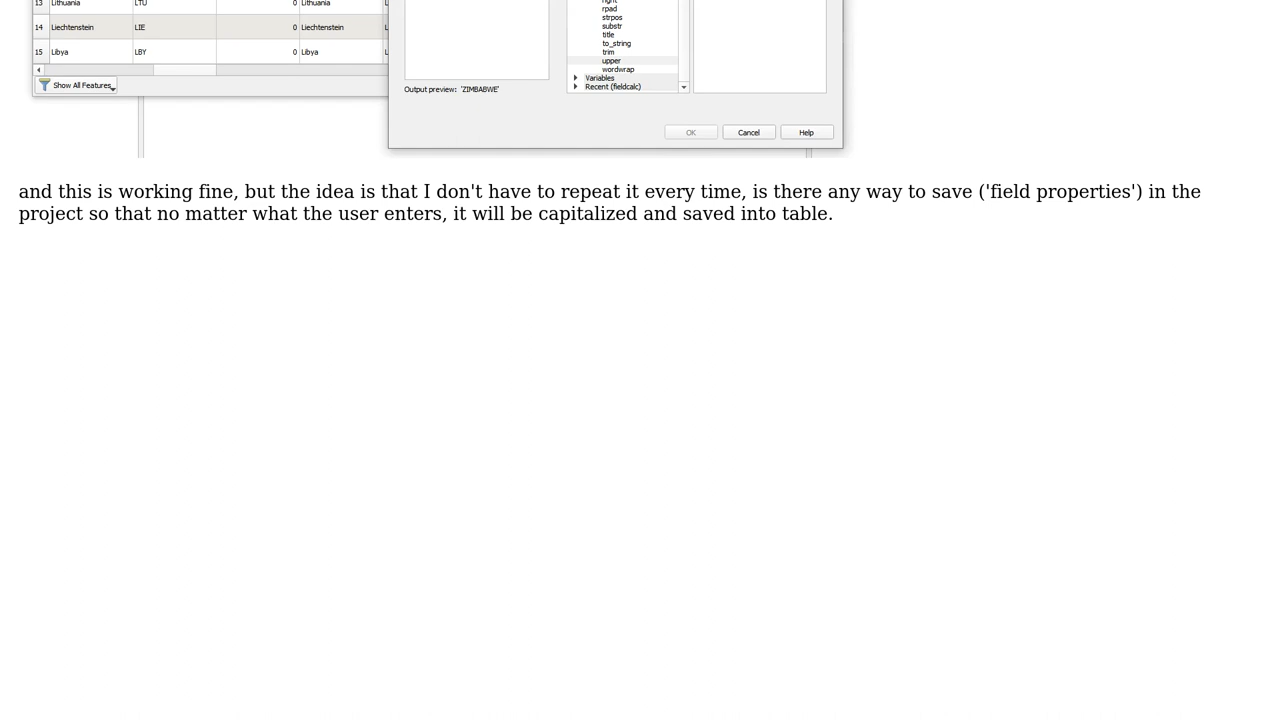 right
13 Lithuania LTU 0 Lithuania L
rpad
strpos
14 Liechtenstein LIE 0 Liechtenstein L
substr
title
to_string
15 Libya LBY 0 Libya L
trim
upper
wordwrap
Variables
Show All Features
Recent (fieldcalc)
Output preview: 'ZIMBABWE'
OK Cancel Help
and this is working fine, but the idea is that I don't have to repeat it every time, is there any way to save ('field properties') in the
project so that no matter what the user enters, it will be capitalized and saved into table.